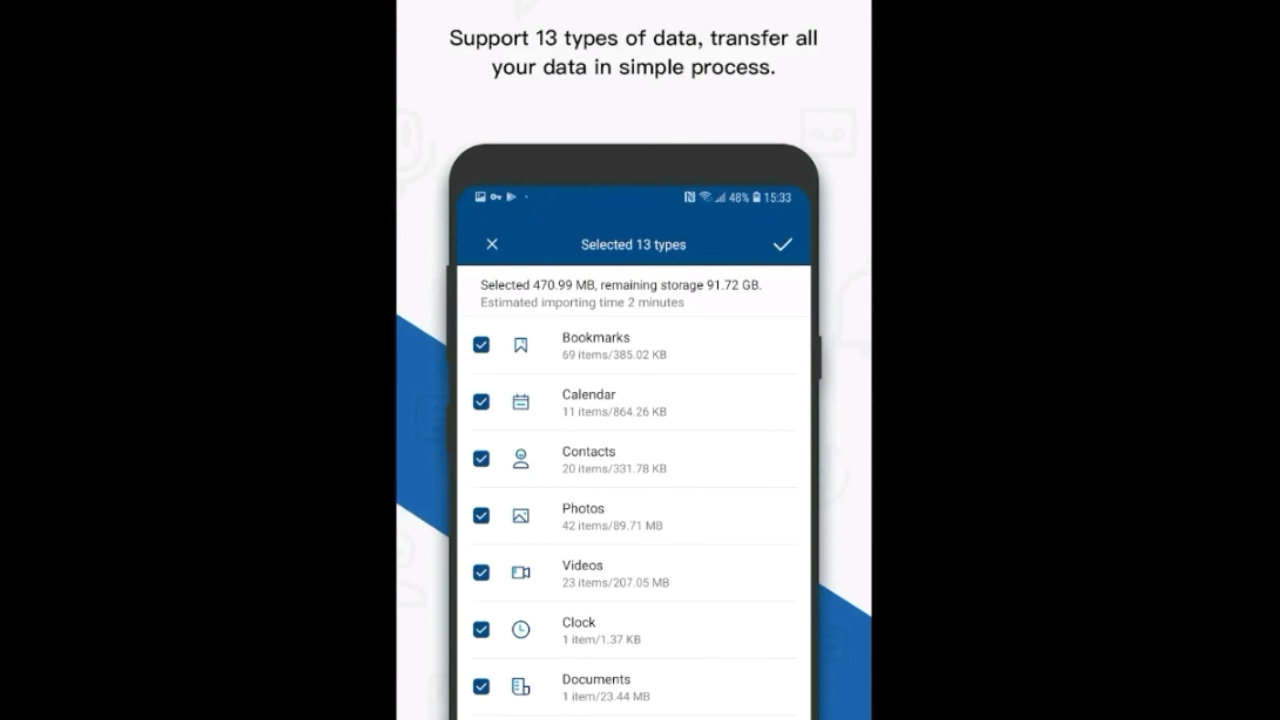 Support 13 types of data, transfer all
your data in simple process.
48% 15:33
Selected 13 types
Selected 470.99 MB, remaining storage 91.72 GB.
Estimated importing time 2 minutes
Bookmarks
69 items/385.02 KB
Calendar
11 items/864.26 KB
Contacts
20 items/331.78 KB
Photos
42 items/89.71 MB
Videos
23 items/207.05 MB
Clock
1 item/1.37 KB
Documents
1 item/23.44 MB